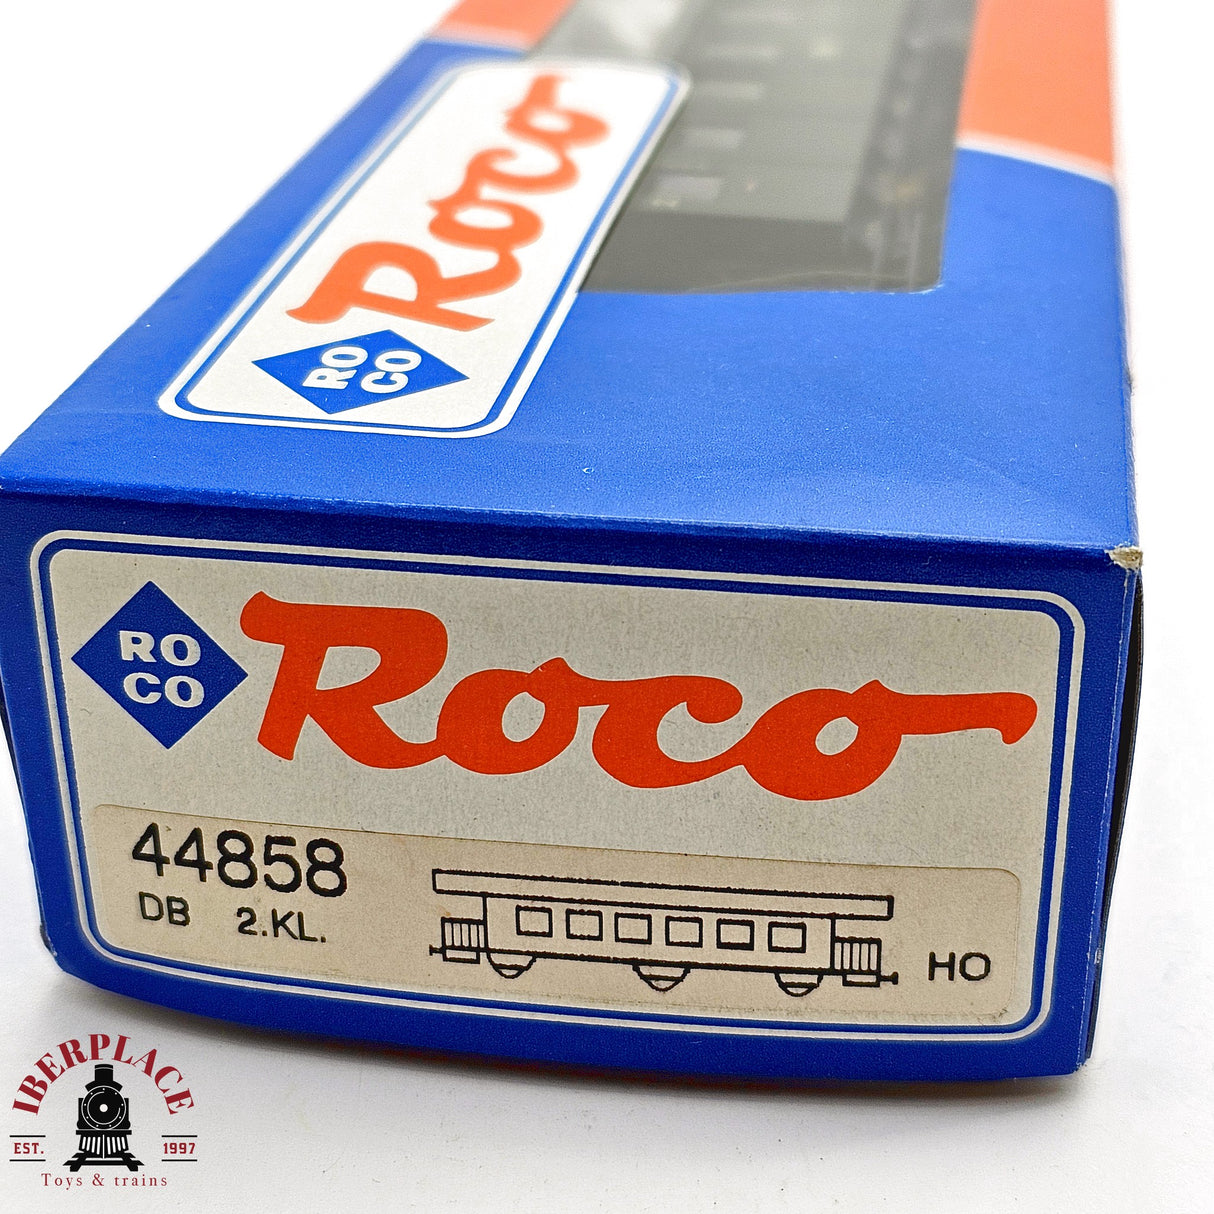 Roco
RO
CO
RO
CO
Roco
44858
DB 2.KL.
HO
IBERPLACE
EST. 1997
Toys & trains